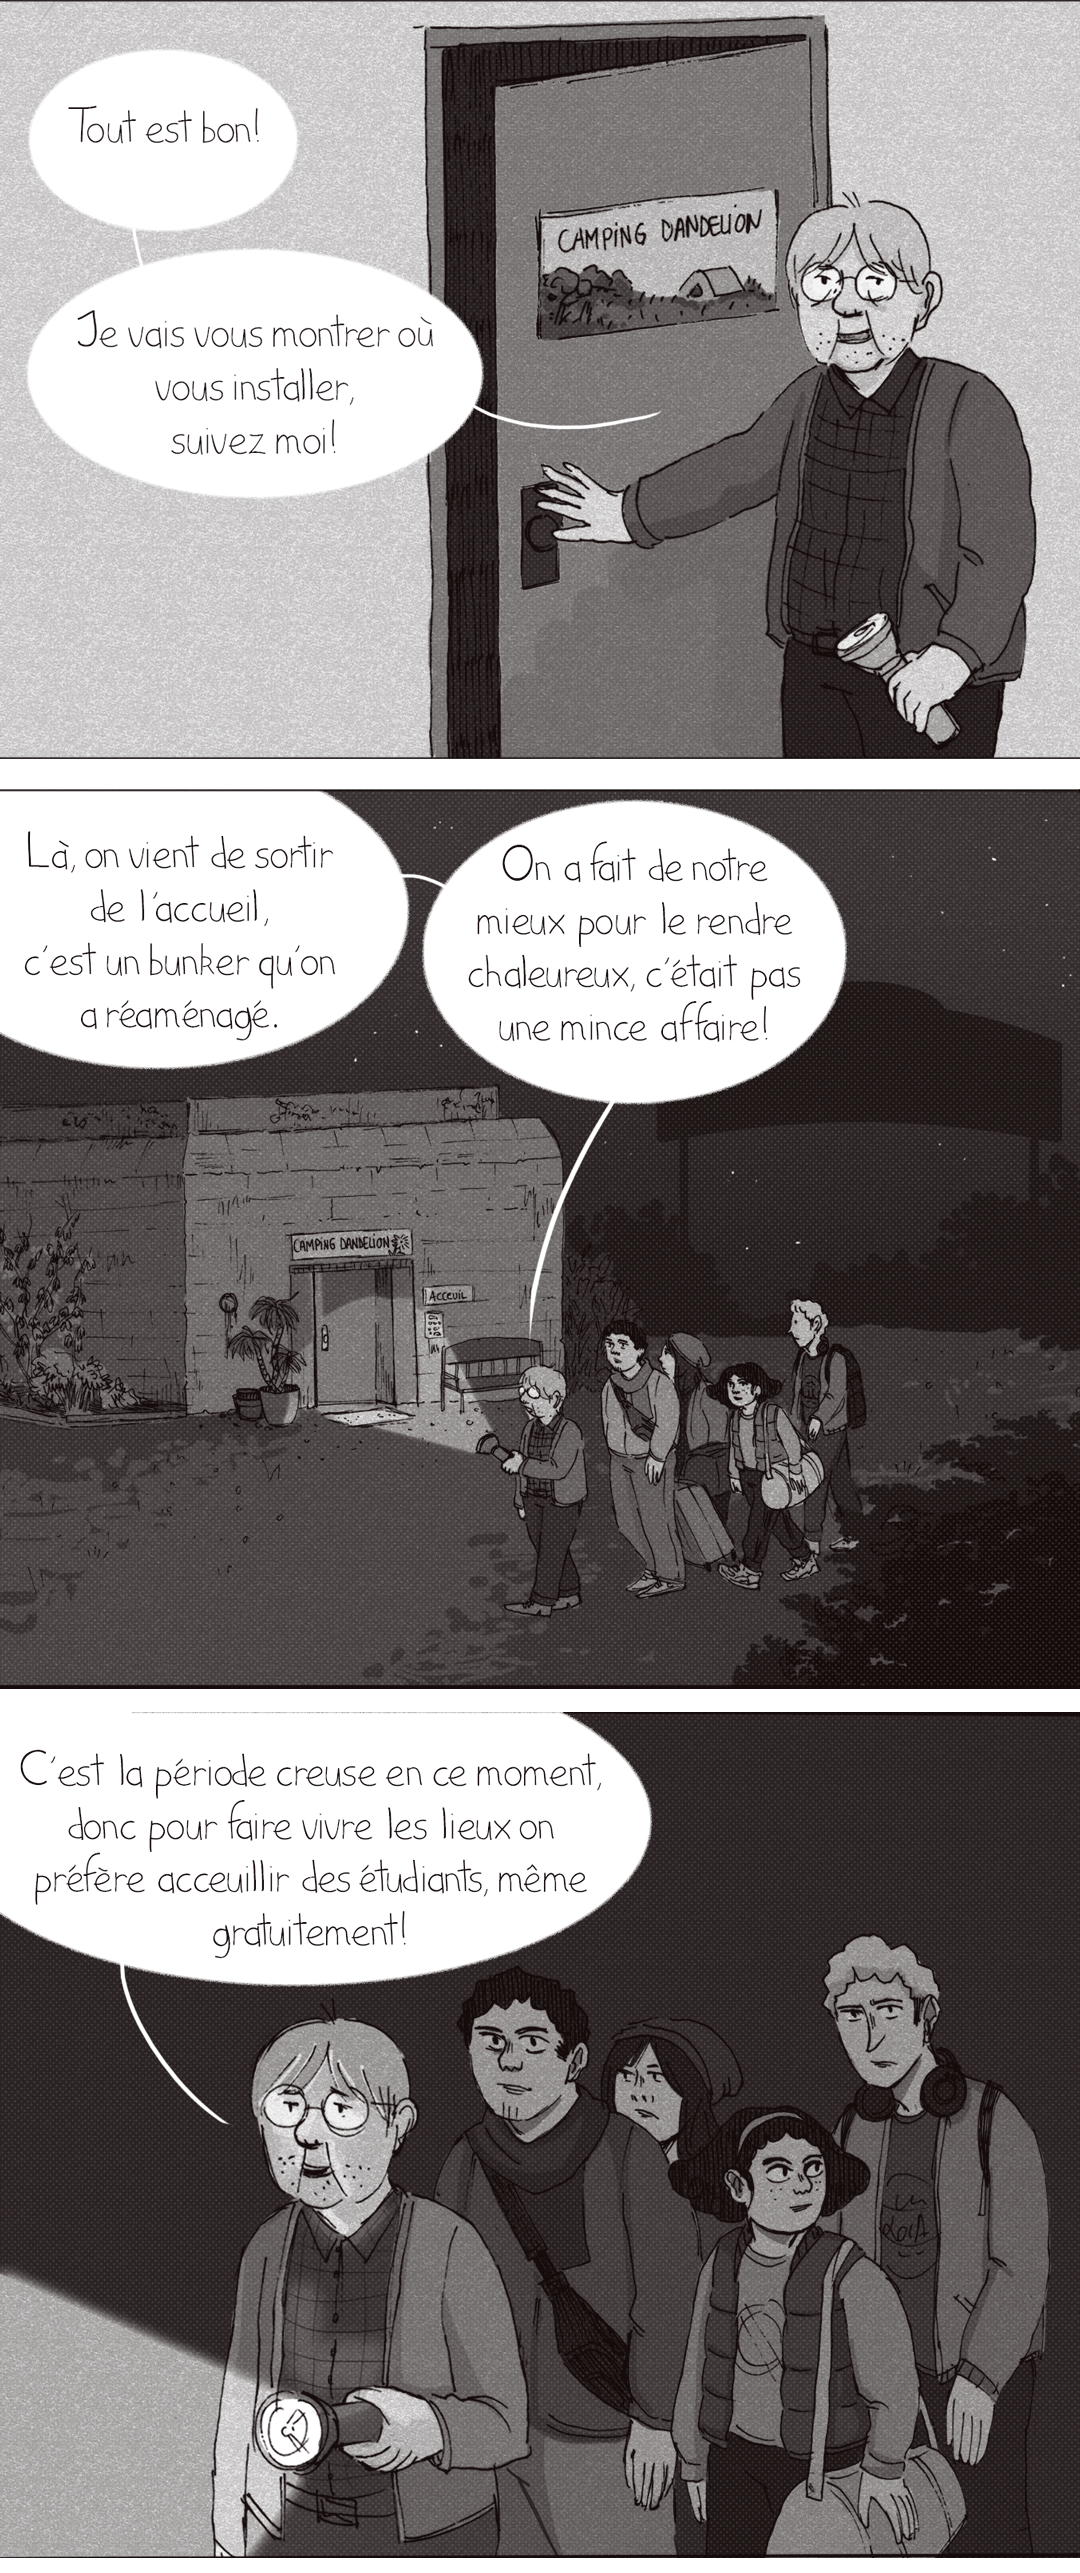 Tout est bon!
Je vais vous montrer où
vous installer,
suivez moi!
CAMPING DANDELION
Là, on vient de sortir
de l'accueil,
c'est un bunker qu'on
a réaménagé.
On a fait de notre
mieux pour le rendre
chaleureux, c'était pas
une mince affaire!
CAMPING DANDELION
Acceuil
C'est la période creuse en ce moment,
donc pour faire vivre les lieux on
préfère acceuillir des étudiants, même
gratuitement!